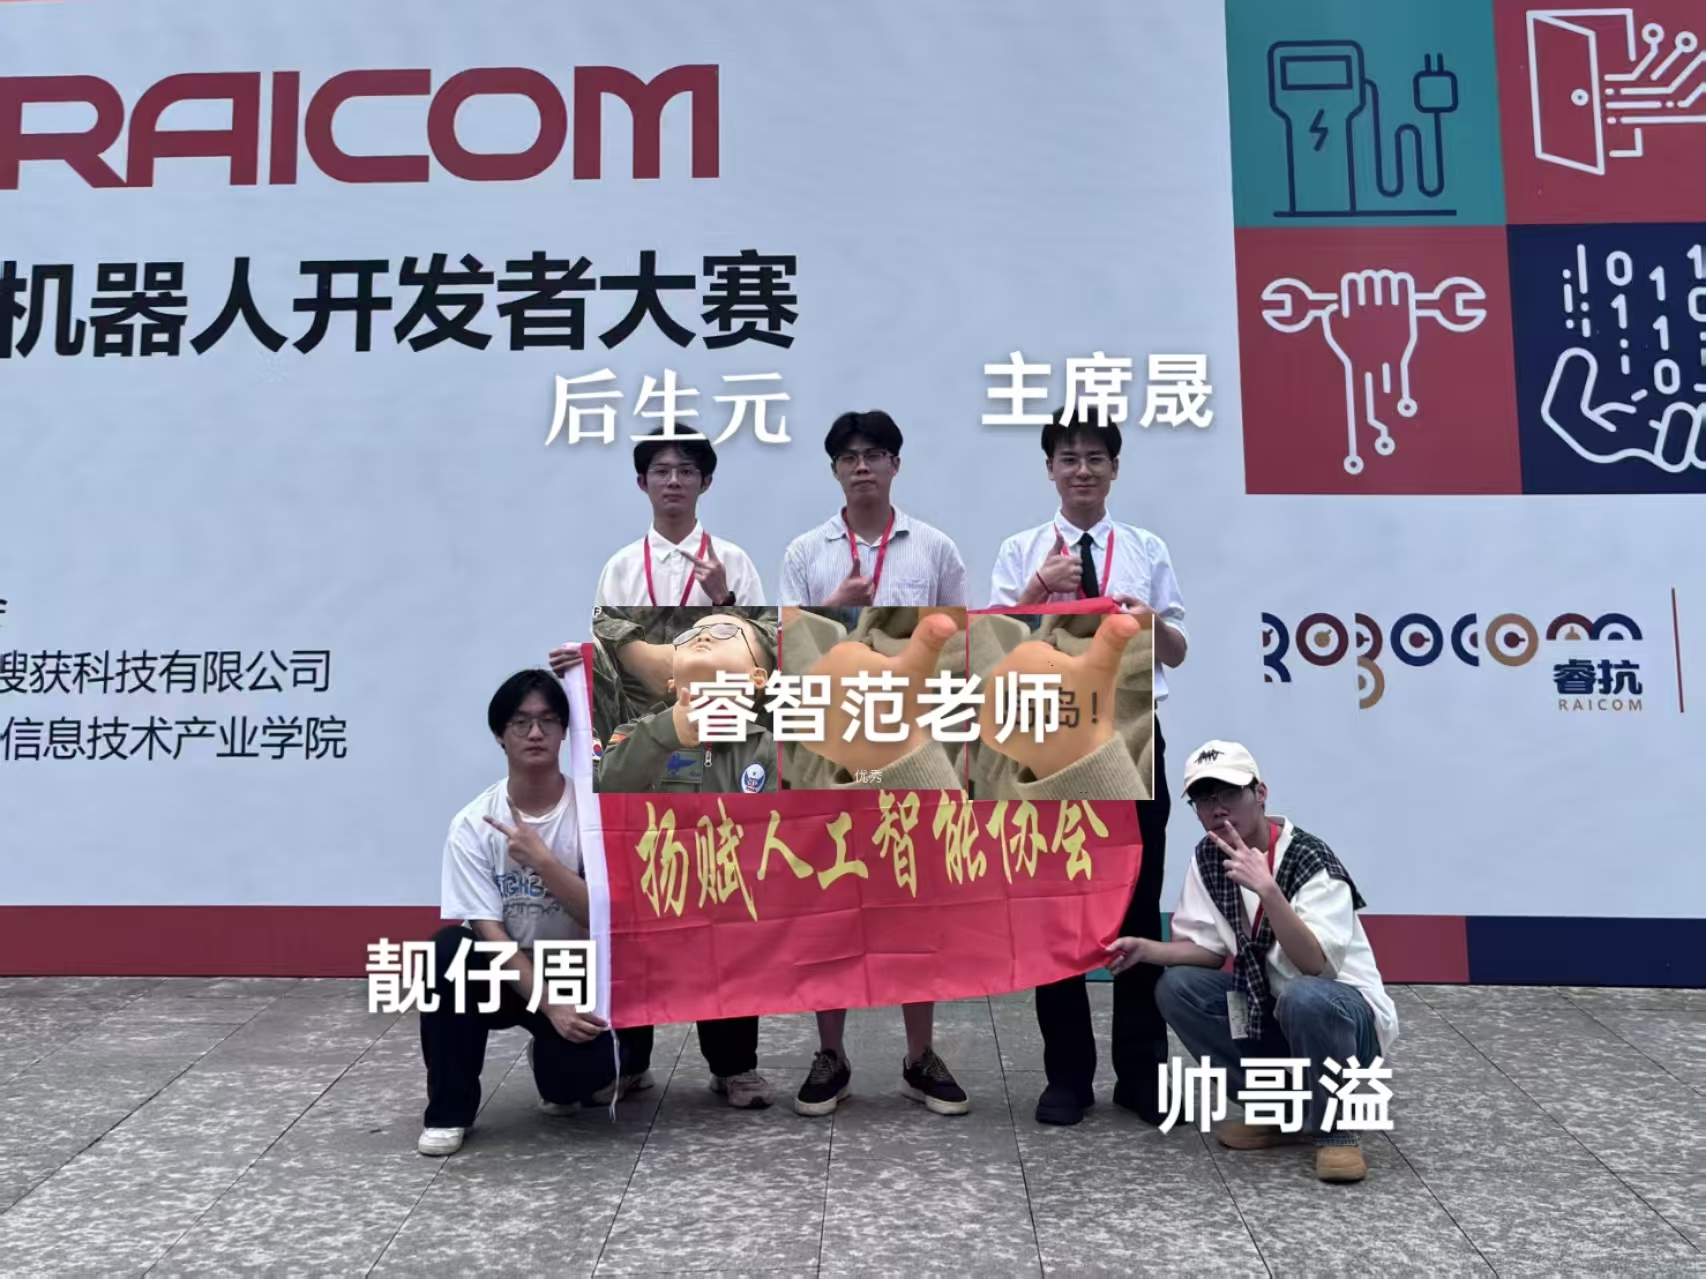 RAICOM
机器人开发者大赛
后生元
主席晟
搜获科技有限公司
信息技术产业学院
robocom
睿抗
RAICOM
睿智范老师
岛！
优秀
扬赋人工智能协会
靓仔周
帅哥溢